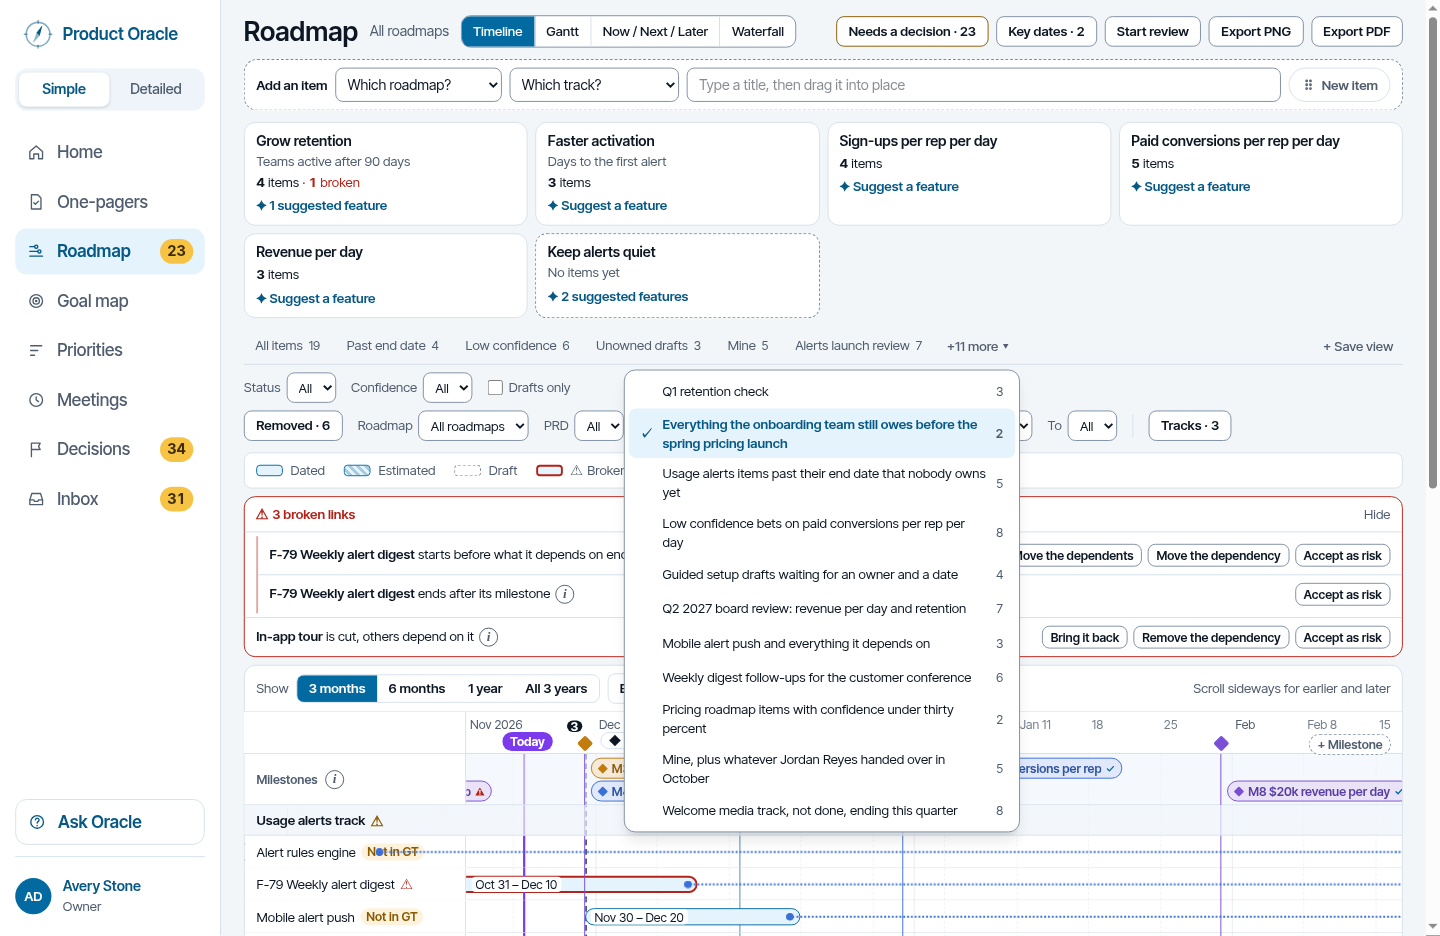 Product Oracle
Simple
Detailed
Home
One-pagers
Roadmap 23
Goal map
Priorities
Meetings
Decisions 34
Inbox 31
Ask Oracle
AD
Avery Stone
Owner
Roadmap
All roadmaps
Timeline
Gantt
Now / Next / Later
Waterfall
Needs a decision · 23
Key dates · 2
Start review
Export PNG
Export PDF
Add an item
Which roadmap?
Which track?
Type a title, then drag it into place
New item
Grow retention
Teams active after 90 days
4 items · 1 broken
✦ 1 suggested feature
Faster activation
Days to the first alert
3 items
✦ Suggest a feature
Sign-ups per rep per day
4 items
✦ Suggest a feature
Paid conversions per rep per day
5 items
✦ Suggest a feature
Revenue per day
3 items
✦ Suggest a feature
Keep alerts quiet
No items yet
✦ 2 suggested features
All items 19
Past end date 4
Low confidence 6
Unowned drafts 3
Mine 5
Alerts launch review 7
+11 more ▾
+ Save view
Status
All
Confidence
All
Drafts only
Removed · 6
Roadmap
All roadmaps
PRD
All
To
All
Tracks · 3
Q1 retention check 3
✓ Everything the onboarding team still owes before the
spring pricing launch 2
Usage alerts items past their end date that nobody owns
yet 5
Low confidence bets on paid conversions per rep per
day 8
Guided setup drafts waiting for an owner and a date 4
Q2 2027 board review: revenue per day and retention 7
Mobile alert push and everything it depends on 3
Weekly digest follow-ups for the customer conference 6
Pricing roadmap items with confidence under thirty
percent 2
Mine, plus whatever Jordan Reyes handed over in
October 5
Welcome media track, not done, ending this quarter 8
Dated
Estimated
Draft
⚠ Broken
⚠ 3 broken links
Hide
F-79 Weekly alert digest starts before what it depends on
Move the dependents
Move the dependency
Accept as risk
F-79 Weekly alert digest ends after its milestone i
Accept as risk
In-app tour is cut, others depend on it i
Bring it back
Remove the dependency
Accept as risk
Show
3 months
6 months
1 year
All 3 years
Scroll sideways for earlier and later
Nov 2026
3
Dec
Jan 11
18
25
Feb
Feb 8
15
Today
+ Milestone
Milestones i
per rep ✓
M8 $20k revenue per day ✓
Usage alerts track ⚠
Alert rules engine Not in GT
F-79 Weekly alert digest ⚠
Oct 31 – Dec 10
Mobile alert push Not in GT
Nov 30 – Dec 20